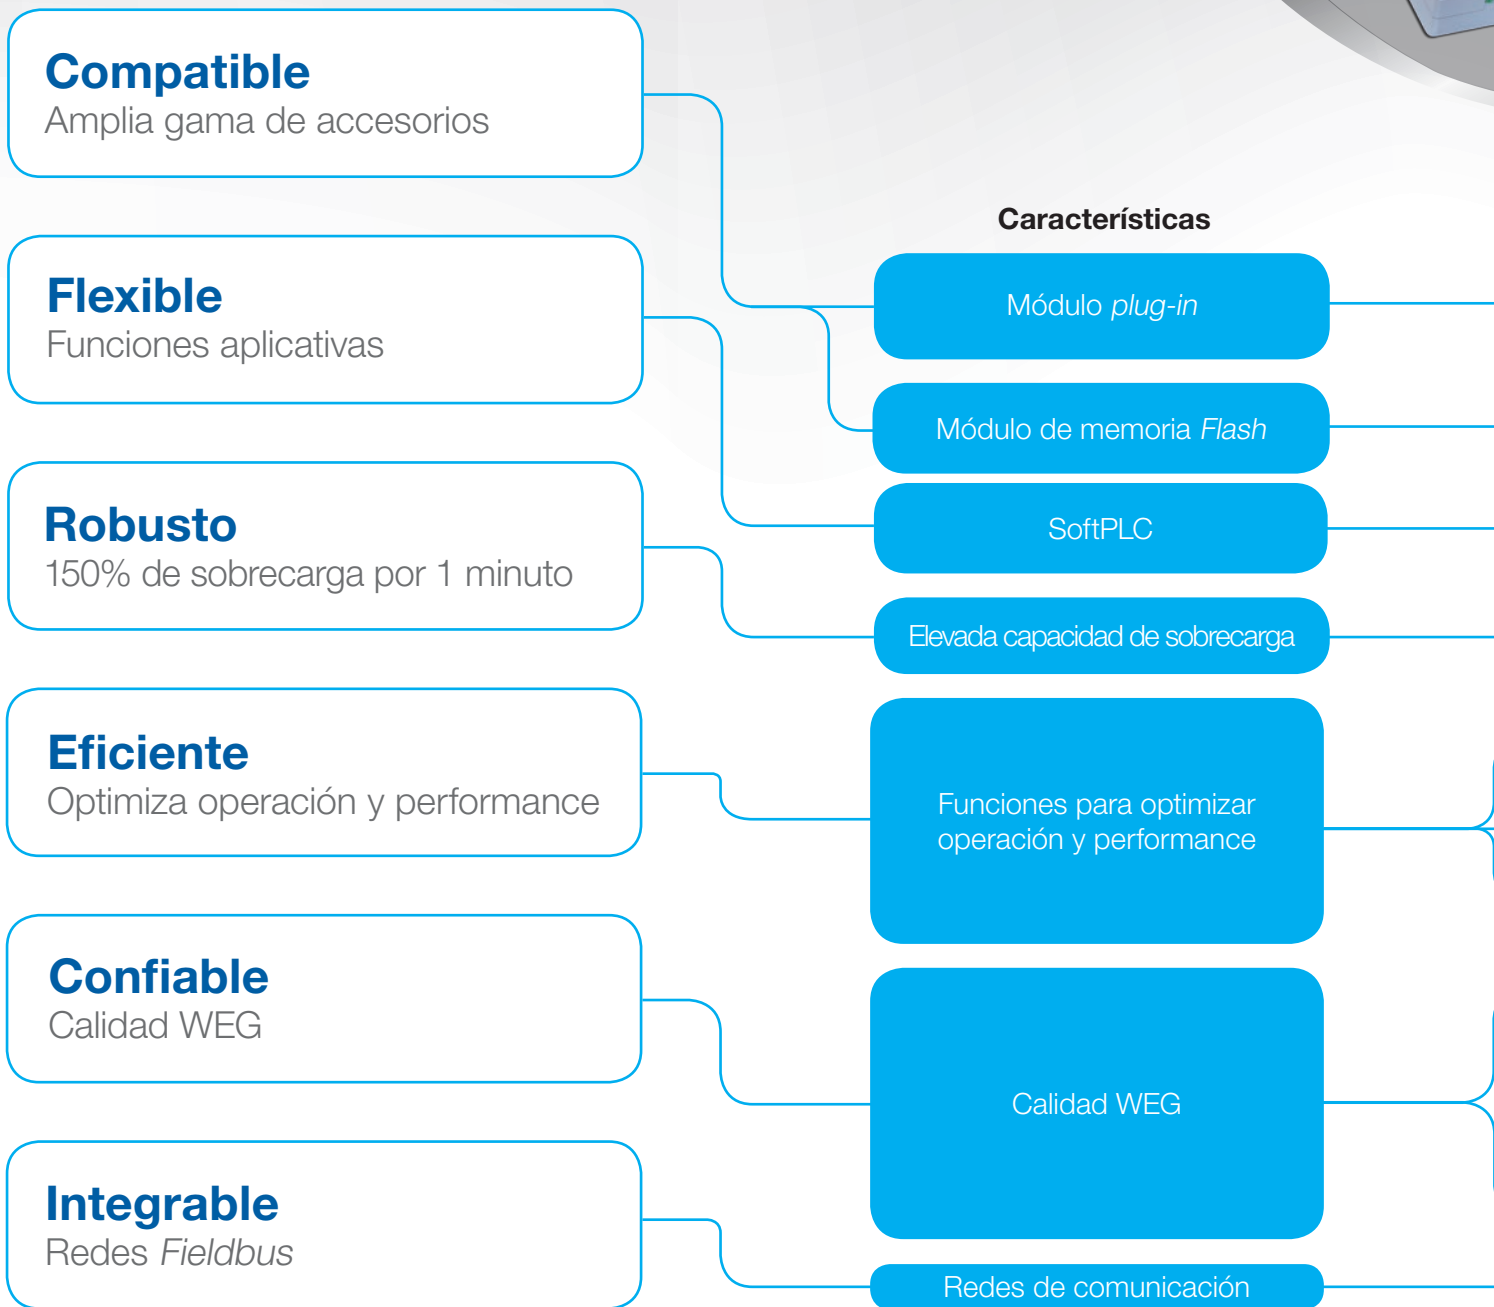 Compatible
Amplia gama de accesorios
Flexible
Funciones aplicativas
Robusto
150% de sobrecarga por 1 minuto
Eficiente
Optimiza operación y performance
Confiable
Calidad WEG
Integrable
Redes Fieldbus
Características
Módulo plug-in
Módulo de memoria Flash
SoftPLC
Elevada capacidad de sobrecarga
Funciones para optimizar
operación y performance
Calidad WEG
Redes de comunicación